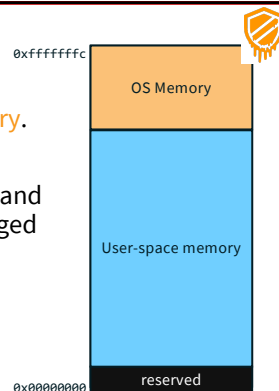 0xfffffffc
OS Memory
ry.
and
ged
User-space memory
reserved
0x00000000